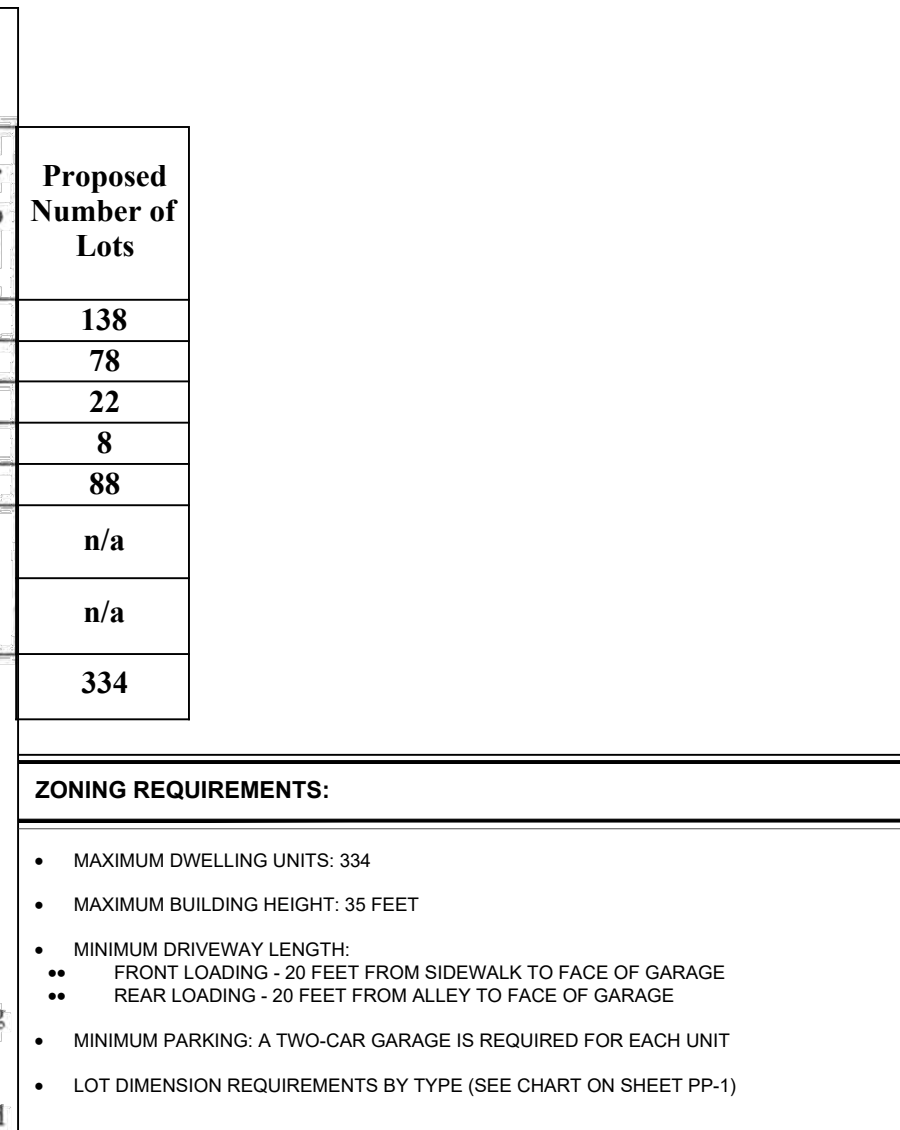 Proposed
Number of
Lots
138
78
22
8
88
n/a
n/a
334
ZONING REQUIREMENTS:
• MAXIMUM DWELLING UNITS: 334
• MAXIMUM BUILDING HEIGHT: 35 FEET
• MINIMUM DRIVEWAY LENGTH:
•• FRONT LOADING - 20 FEET FROM SIDEWALK TO FACE OF GARAGE
•• REAR LOADING - 20 FEET FROM ALLEY TO FACE OF GARAGE
• MINIMUM PARKING: A TWO-CAR GARAGE IS REQUIRED FOR EACH UNIT
• LOT DIMENSION REQUIREMENTS BY TYPE (SEE CHART ON SHEET PP-1)